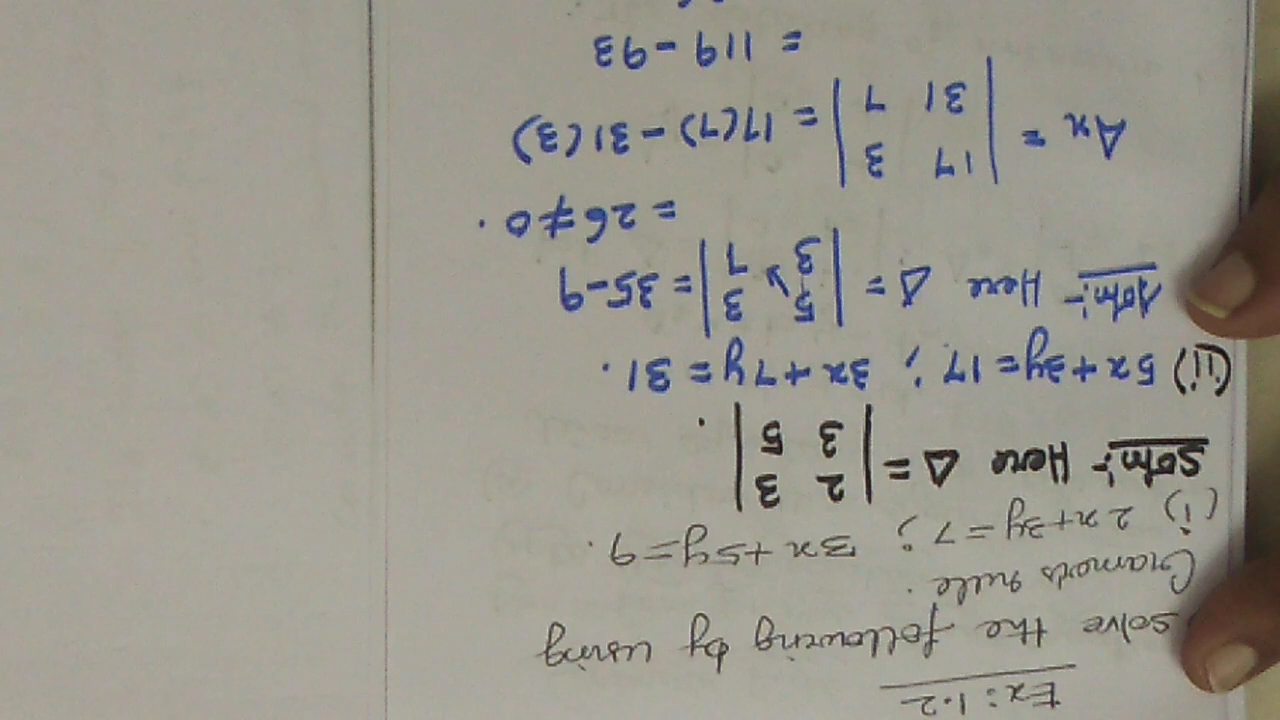 Ex: 1.2
solve the following by using
Cramors rule.
(i) 2x+3y=7; 3x+5y=9.
Soln:- Here Δ = | 2 3 |
| 3 5 |.
(ii) 5x+3y=17; 3x+7y=31.
Soln:- Here Δ = | 5 3 | = 35-9
| 3 7 |
= 26 ≠ 0.
Δx = | 17 3 | = 17(7) - 31(3)
| 31 7 |
= 119 - 93